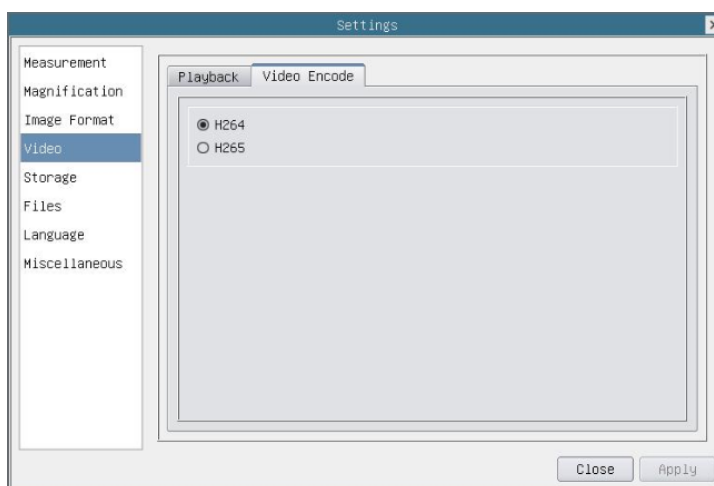 Settings
Measurement
Magnification
Image Format
Video
Storage
Files
Language
Miscellaneous
Playback
Video Encode
H264
H265
Close
Apply